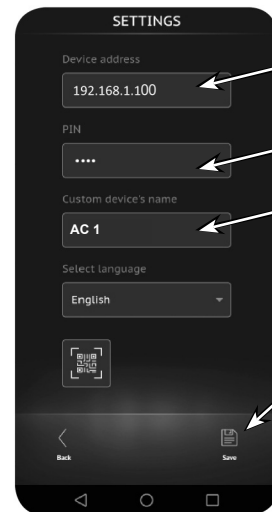 SETTINGS
Device address
192.168.1.100
PIN
••••
Custom device's name
AC 1
Select language
English
Back
Save